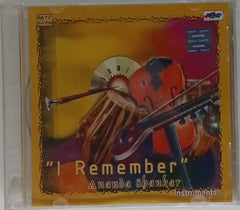 "I Remember"
Ananda Shankar
Instrumental